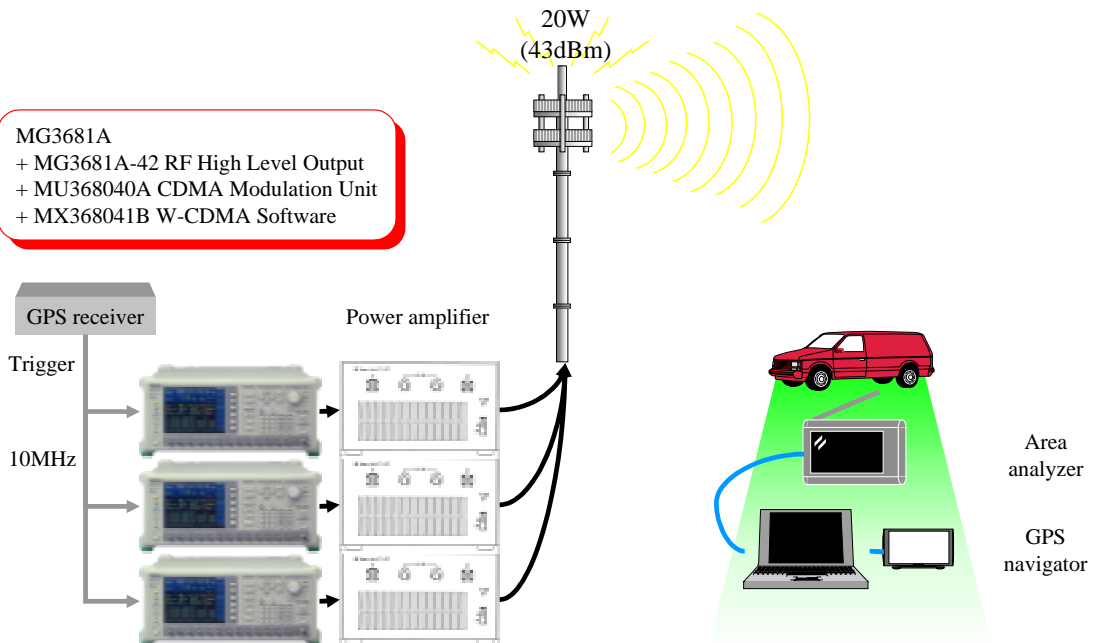 20W
(43dBm)
MG3681A
+ MG3681A-42 RF High Level Output
+ MU368040A CDMA Modulation Unit
+ MX368041B W-CDMA Software
GPS receiver
Power amplifier
Trigger
10MHz
Area
analyzer
GPS
navigator